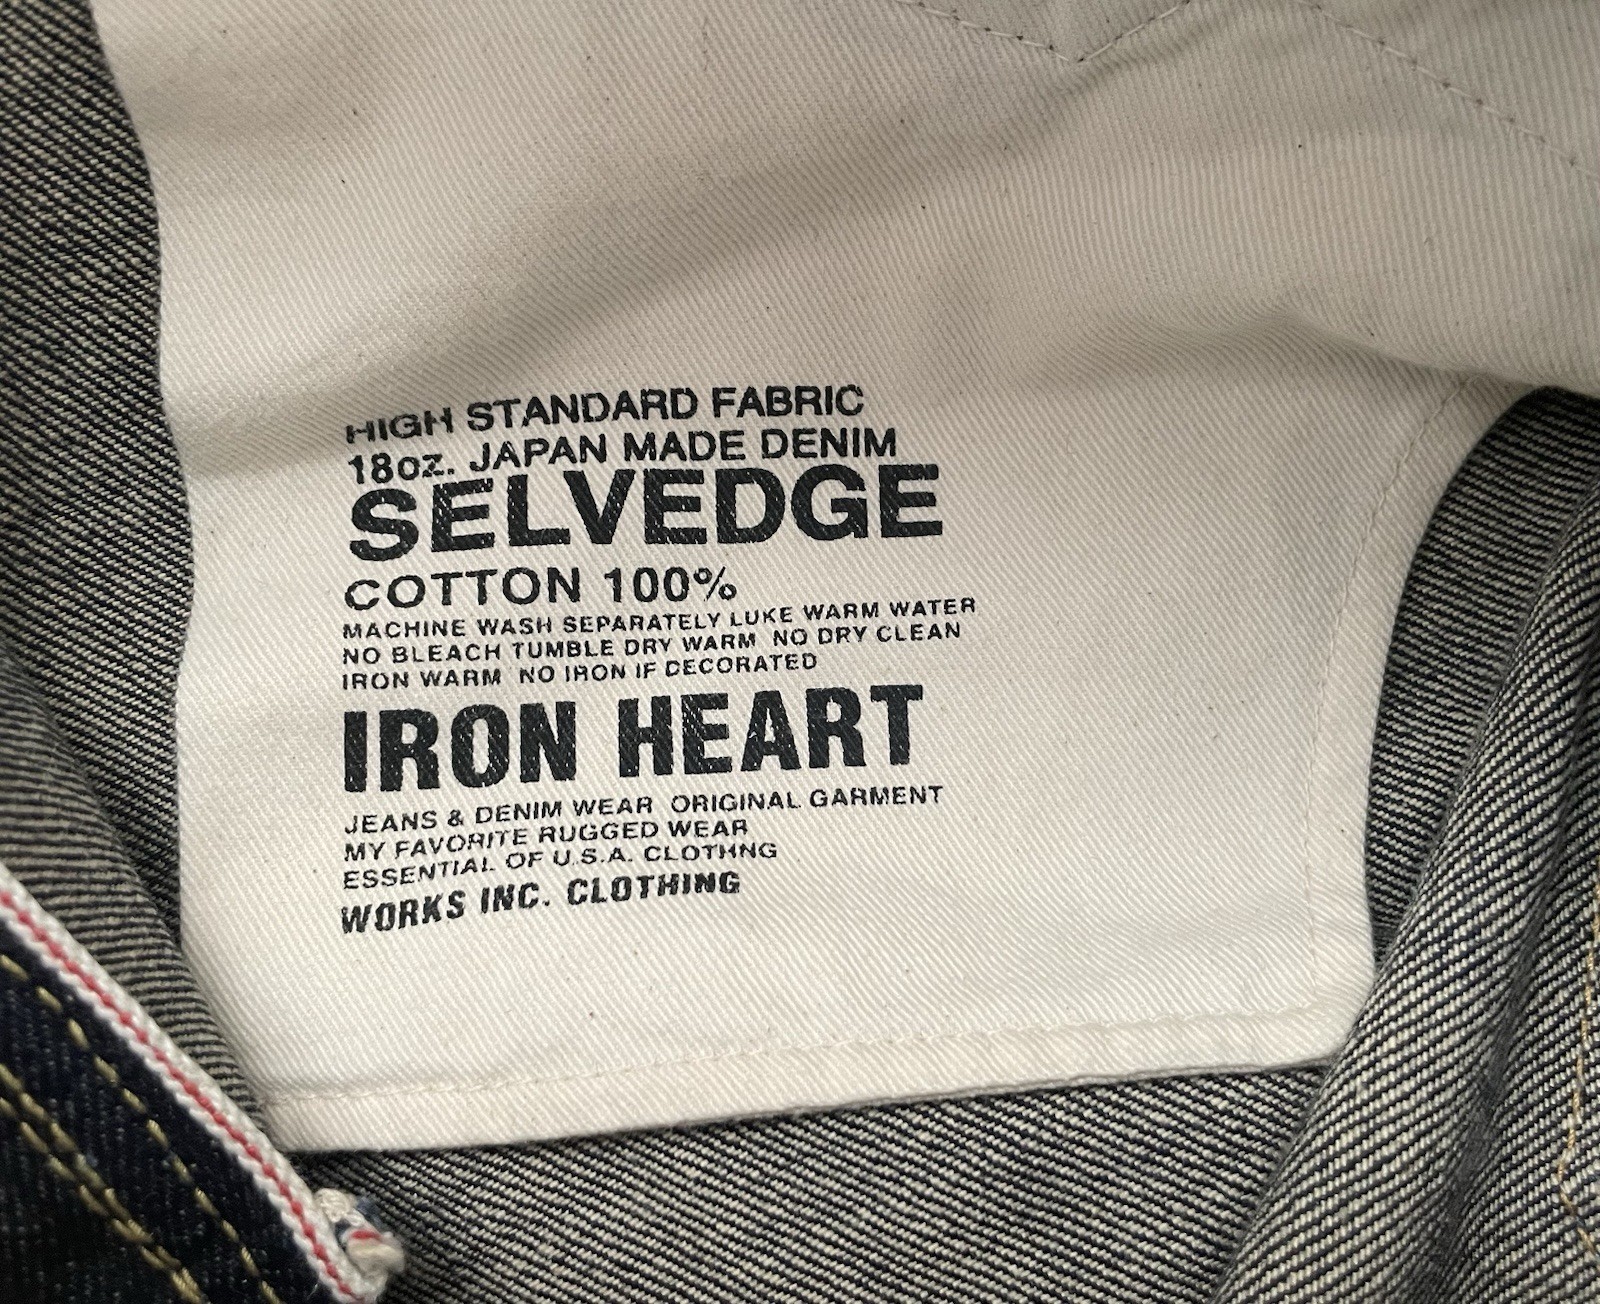 HIGH STANDARD FABRIC
18oz. JAPAN MADE DENIM
SELVEDGE
COTTON 100%
MACHINE WASH SEPARATELY LUKE WARM WATER
NO BLEACH TUMBLE DRY WARM NO DRY CLEAN
IRON WARM NO IRON IF DECORATED
IRON HEART
JEANS & DENIM WEAR ORIGINAL GARMENT
MY FAVORITE RUGGED WEAR
ESSENTIAL OF U.S.A. CLOTHNG
WORKS INC. CLOTHING